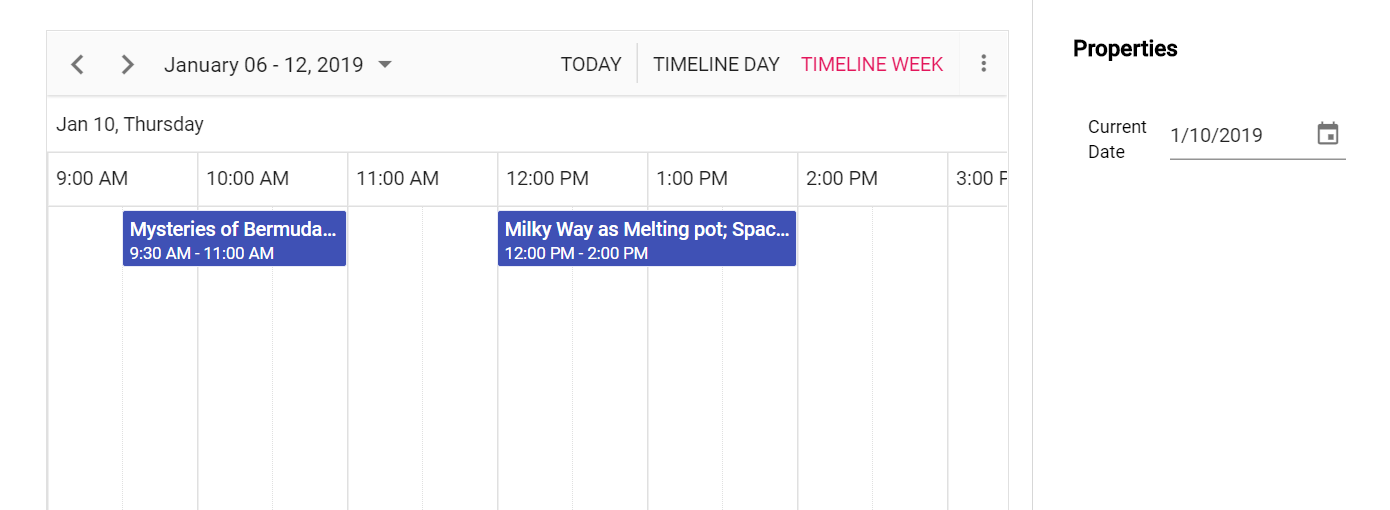 January 06 - 12, 2019 TODAY TIMELINE DAY TIMELINE WEEK
Jan 10, Thursday
9:00 AM 10:00 AM 11:00 AM 12:00 PM 1:00 PM 2:00 PM 3:00 P
Mysteries of Bermuda... Milky Way as Melting pot; Spac...
9:30 AM - 11:00 AM 12:00 PM - 2:00 PM
Properties
Current
Date
1/10/2019